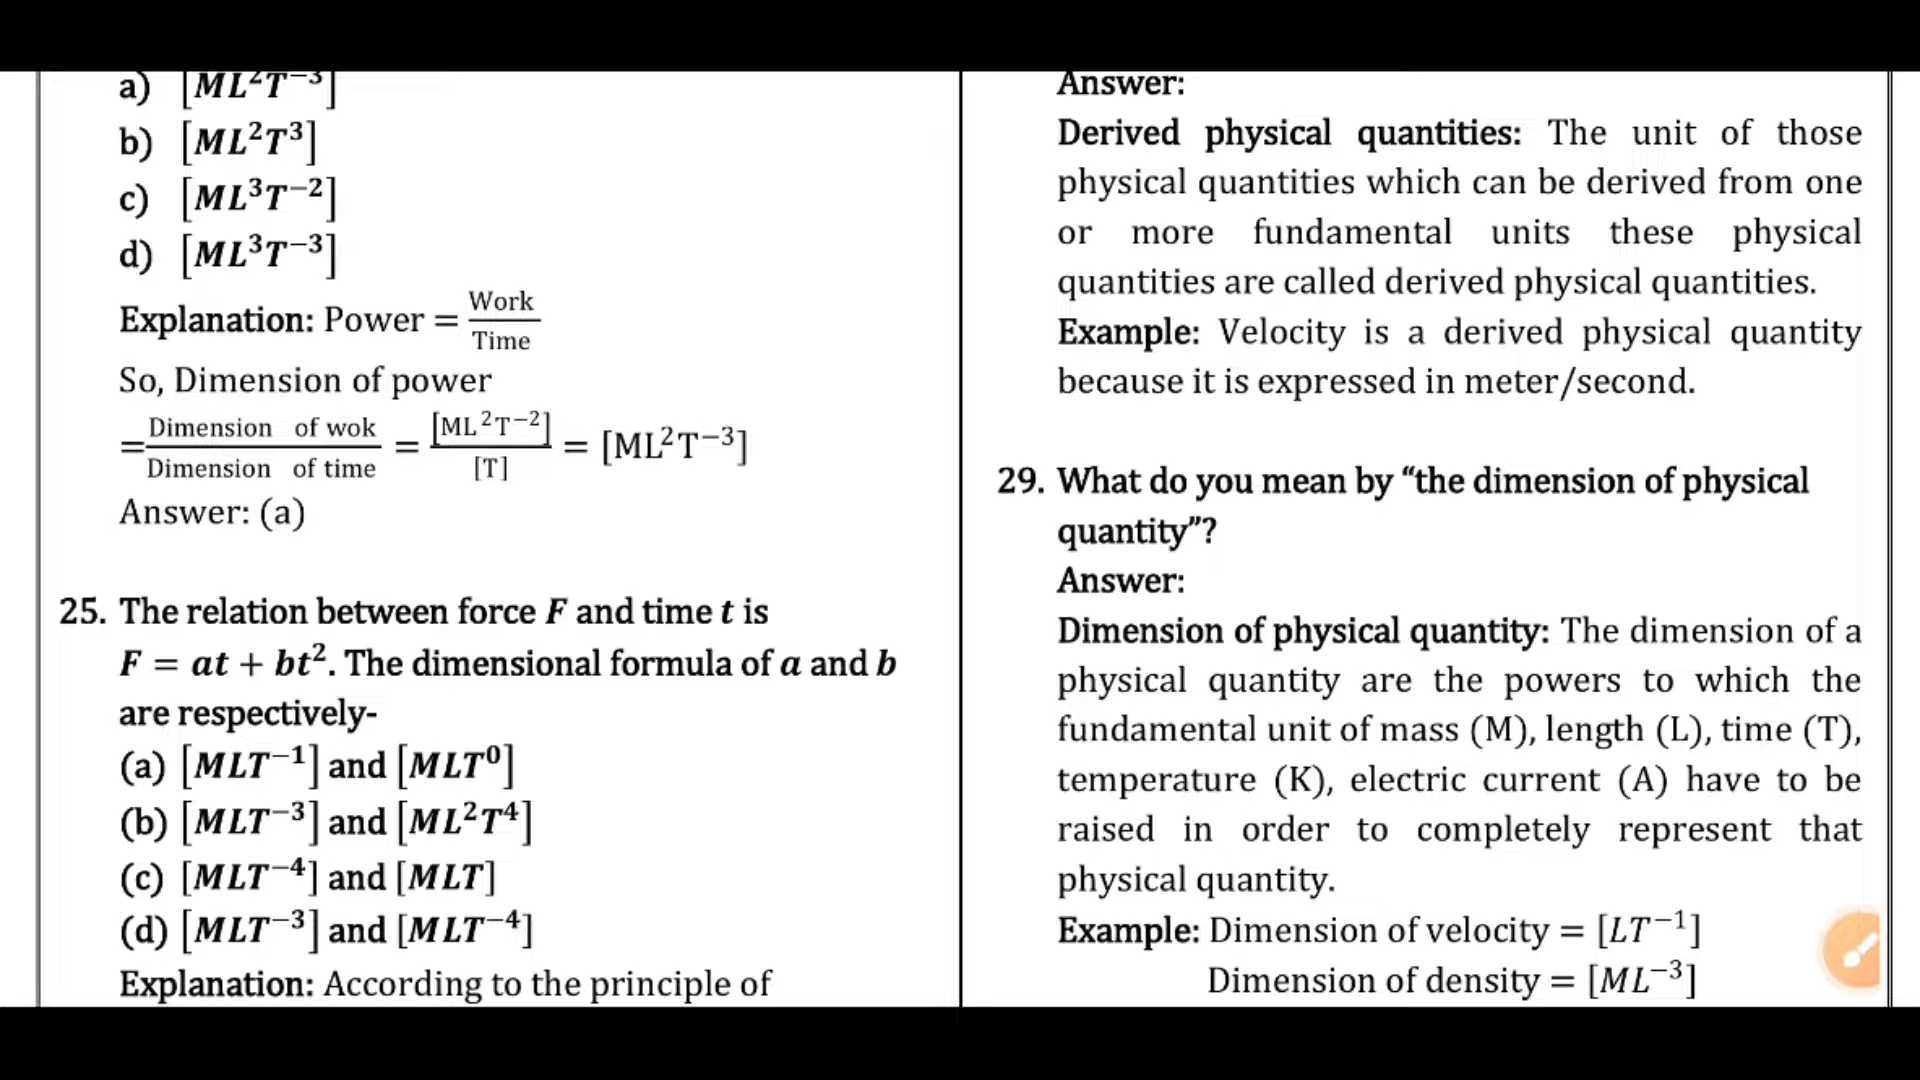 a) [ML²T⁻³]
b) [ML²T³]
c) [ML³T⁻²]
d) [ML³T⁻³]
Explanation: Power = Work/Time
So, Dimension of power
= Dimension of wok/Dimension of time = [ML²T⁻²]/[T] = [ML²T⁻³]
Answer: (a)
25. The relation between force F and time t is
F = at + bt². The dimensional formula of a and b
are respectively-
(a) [MLT⁻¹] and [MLT⁰]
(b) [MLT⁻³] and [ML²T⁴]
(c) [MLT⁻⁴] and [MLT]
(d) [MLT⁻³] and [MLT⁻⁴]
Explanation: According to the principle of
Answer:
Derived physical quantities: The unit of those
physical quantities which can be derived from one
or more fundamental units these physical
quantities are called derived physical quantities.
Example: Velocity is a derived physical quantity
because it is expressed in meter/second.
29. What do you mean by “the dimension of physical
quantity”?
Answer:
Dimension of physical quantity: The dimension of a
physical quantity are the powers to which the
fundamental unit of mass (M), length (L), time (T),
temperature (K), electric current (A) have to be
raised in order to completely represent that
physical quantity.
Example: Dimension of velocity = [LT⁻¹]
Dimension of density = [ML⁻³]